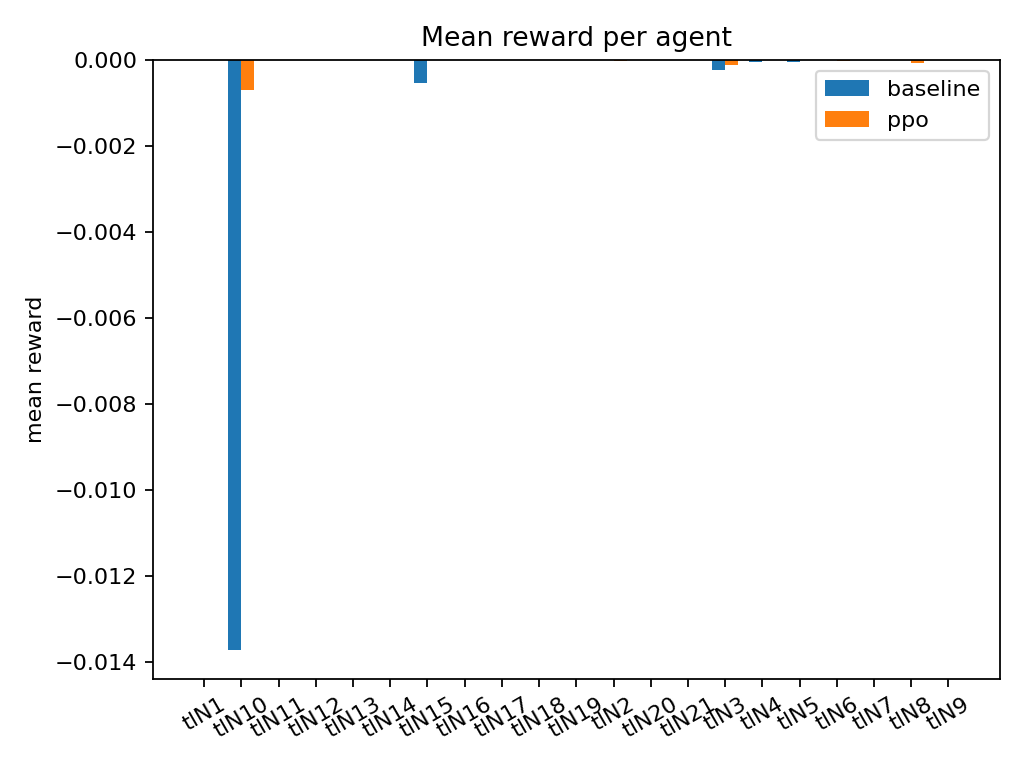 Mean reward per agent
0.000
−0.002
−0.004
−0.006
−0.008
−0.010
−0.012
−0.014
mean reward
baseline
ppo
tlN1
tlN10
tlN11
tlN12
tlN13
tlN14
tlN15
tlN16
tlN17
tlN18
tlN19
tlN2
tlN20
tlN21
tlN3
tlN4
tlN5
tlN6
tlN7
tlN8
tlN9